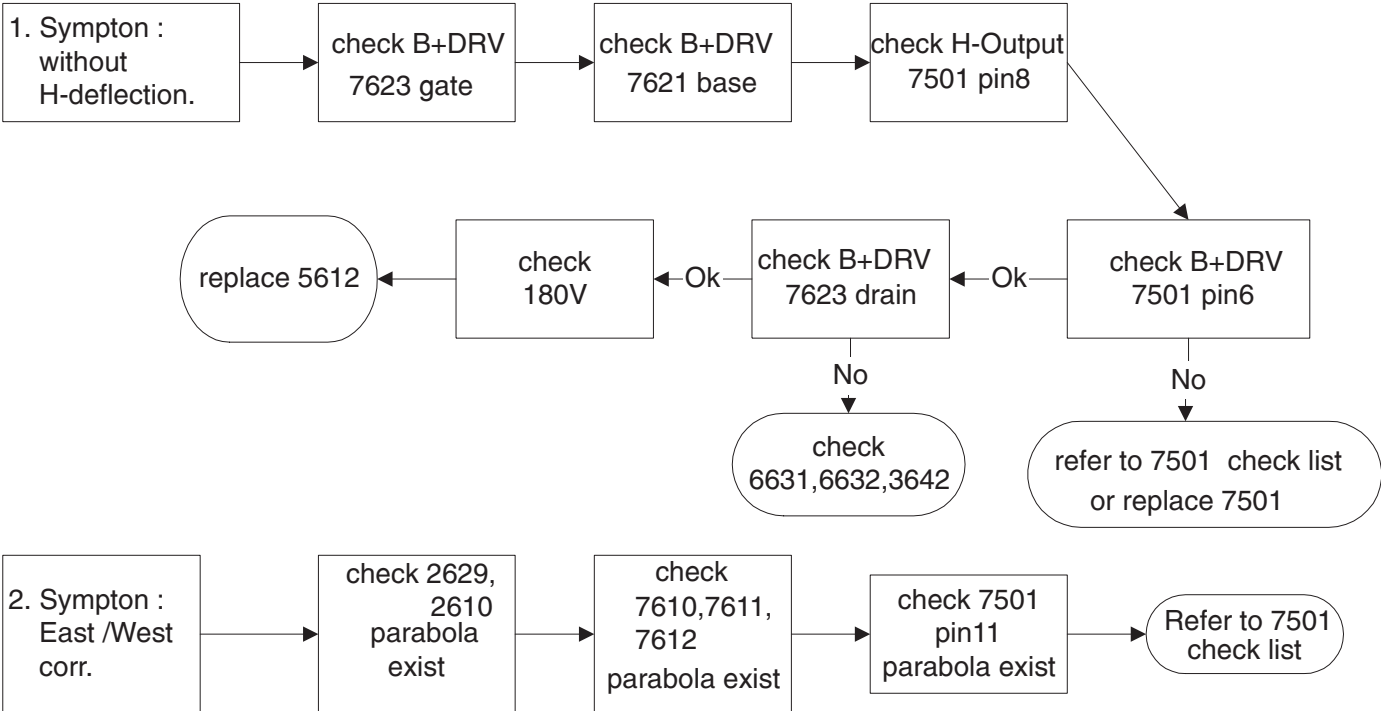 1. Sympton :
without
H-deflection.
check B+DRV
7623 gate
check B+DRV
7621 base
check H-Output
7501 pin8
replace 5612
check
180V
Ok
check B+DRV
7623 drain
Ok
check B+DRV
7501 pin6
No
No
check
6631,6632,3642
refer to 7501 check list
or replace 7501
2. Sympton :
East /West
corr.
check 2629,
2610
parabola
exist
check
7610,7611,
7612
parabola exist
check 7501
pin11
parabola exist
Refer to 7501
check list